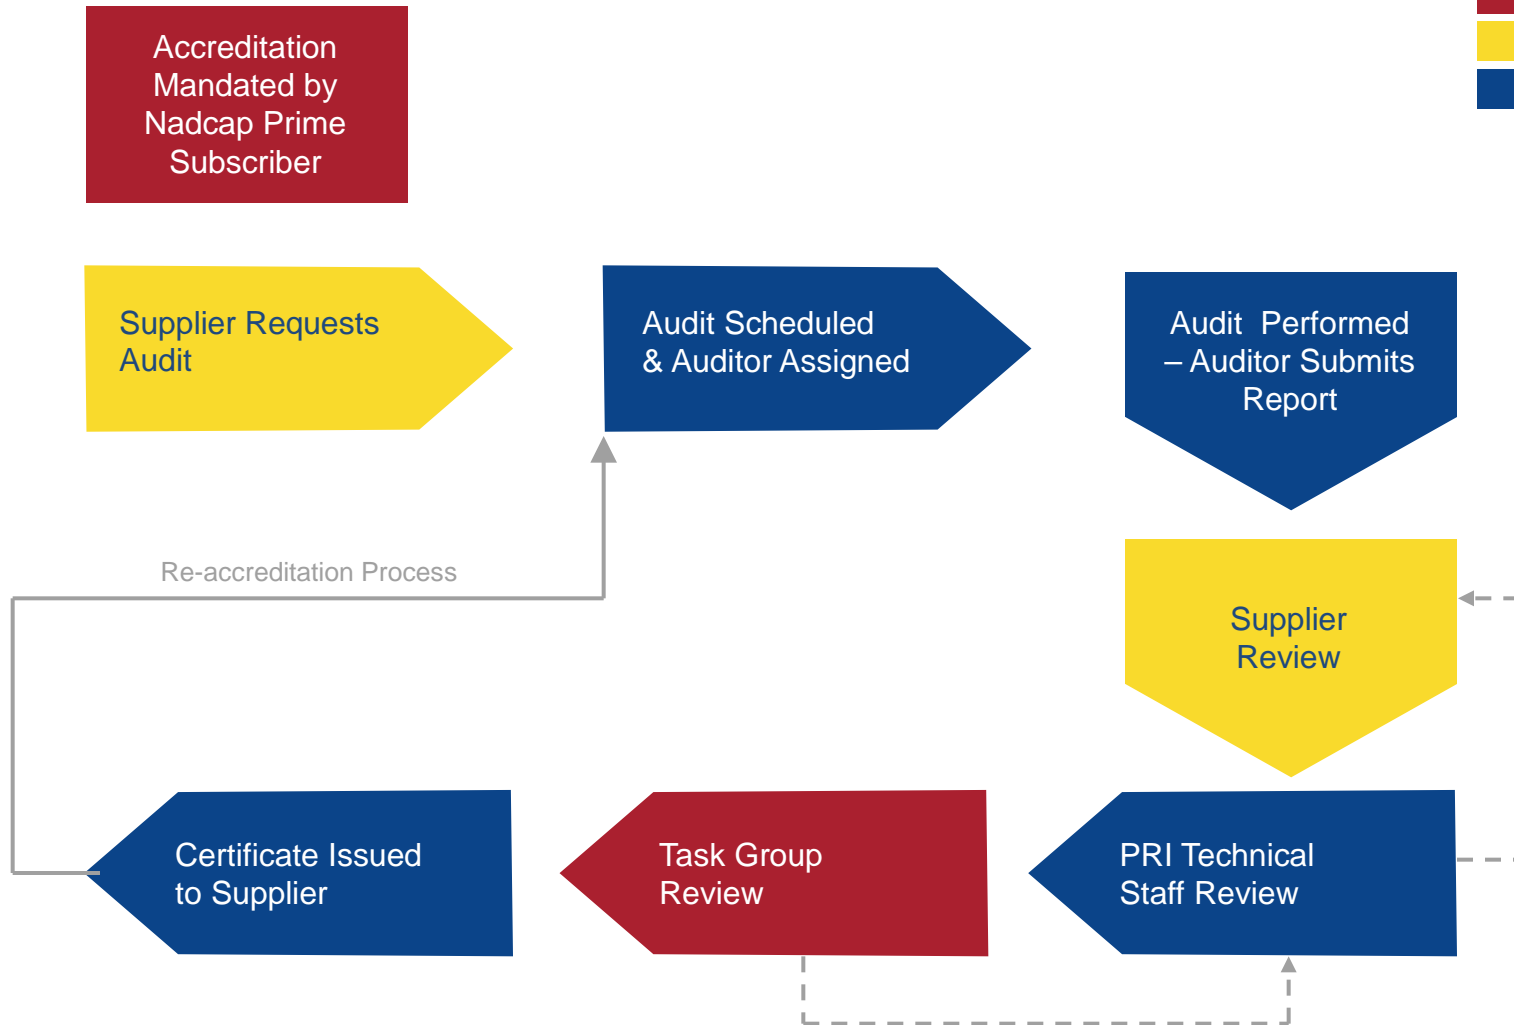 Accreditation
Mandated by
Nadcap Prime
Subscriber
Supplier Requests
Audit
Audit Scheduled
& Auditor Assigned
Audit Performed
– Auditor Submits
Report
Re-accreditation Process
Supplier
Review
Certificate Issued
to Supplier
Task Group
Review
PRI Technical
Staff Review